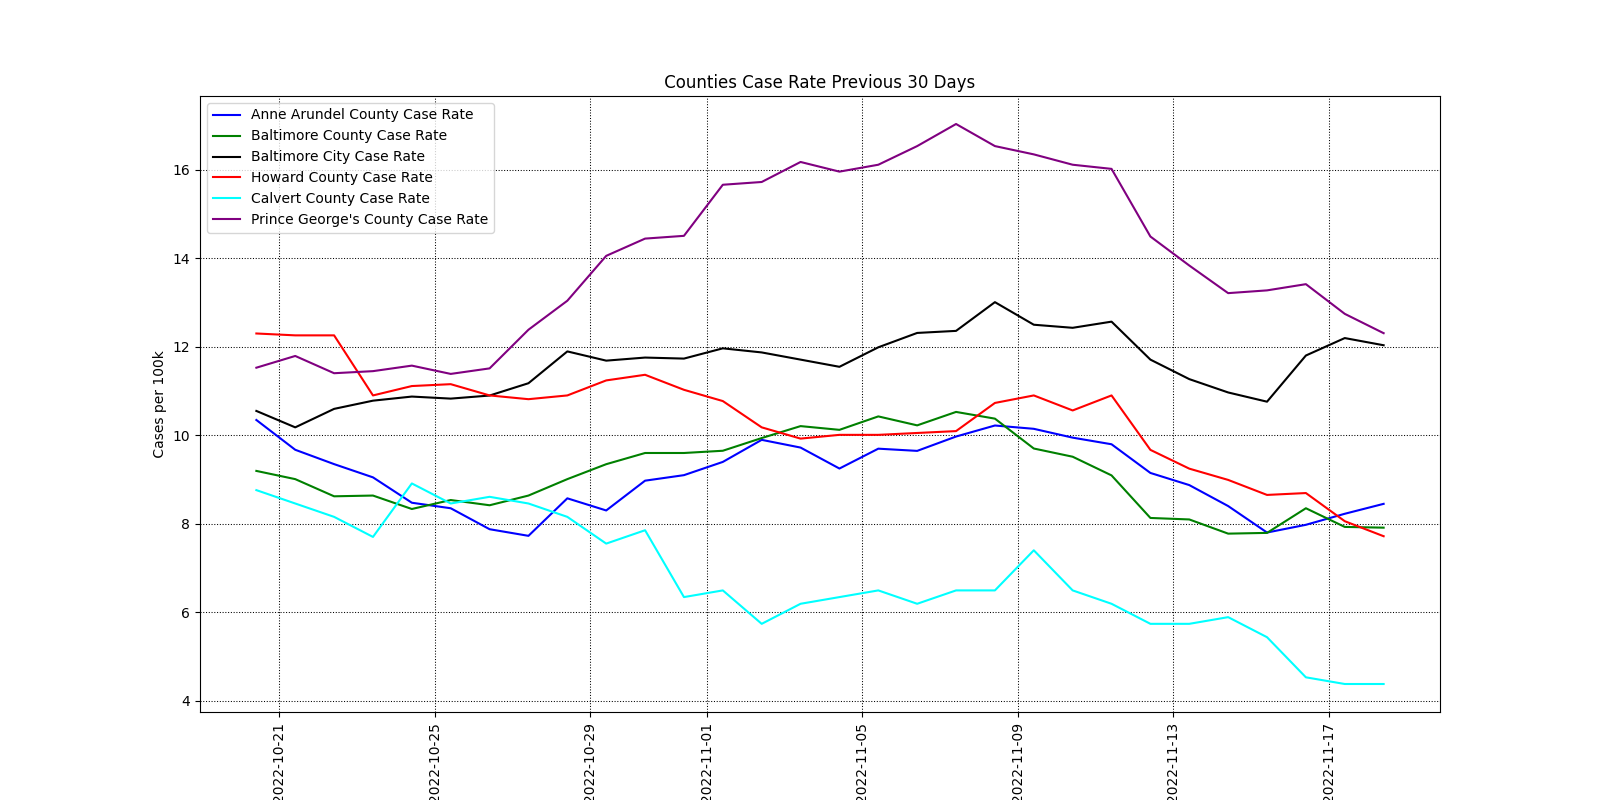 Counties Case Rate Previous 30 Days
Anne Arundel County Case Rate
Baltimore County Case Rate
Baltimore City Case Rate
Howard County Case Rate
Calvert County Case Rate
Prince George's County Case Rate
Cases per 100k
16
14
12
10
8
6
4
2022-10-21
2022-10-25
2022-10-29
2022-11-01
2022-11-05
2022-11-09
2022-11-13
2022-11-17